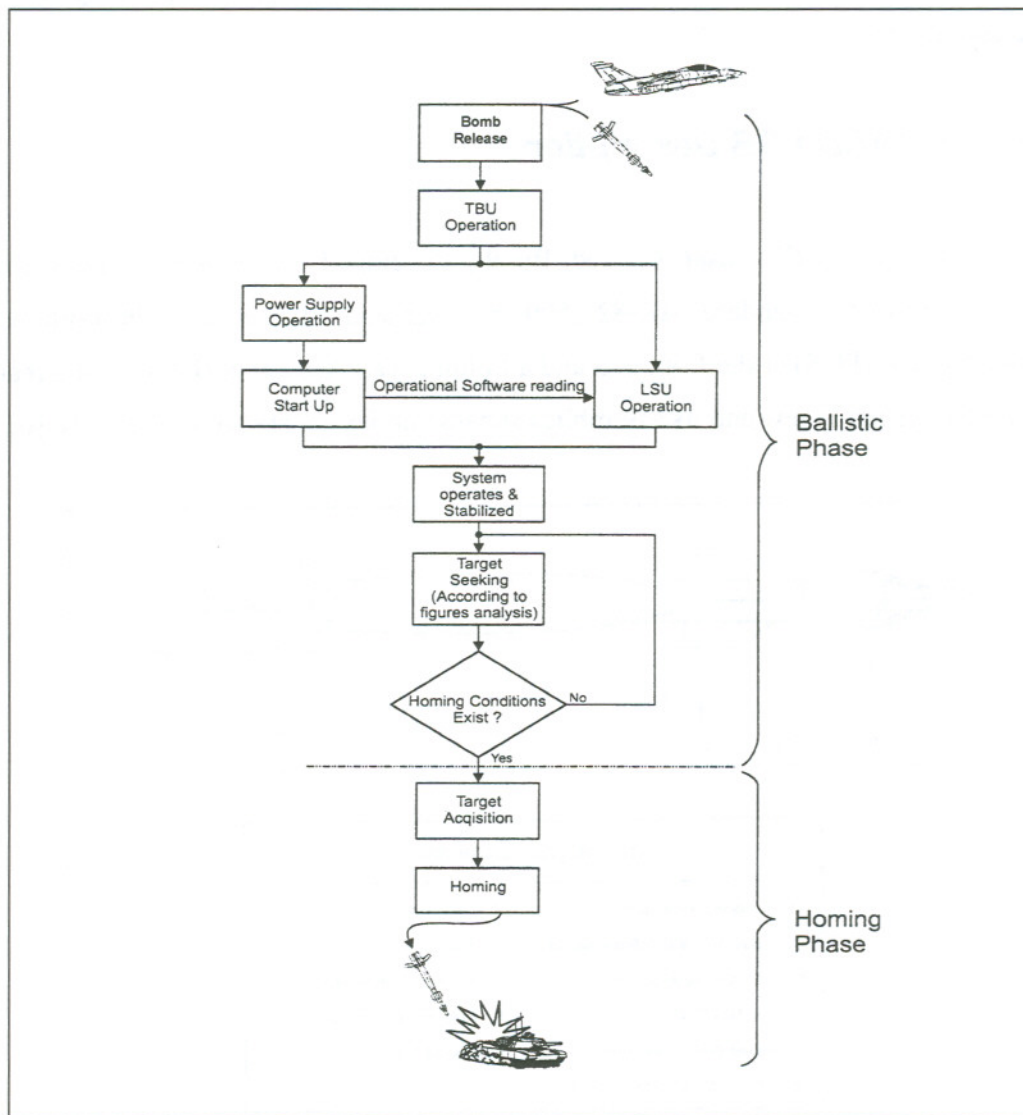 Bomb
Release
TBU
Operation
Power Supply
Operation
Computer
Start Up
Operational Software reading
LSU
Operation
System
operates &
Stabilized
Target
Seeking
(According to
figures analysis)
Homing Conditions
Exist ?
No
Yes
Ballistic
Phase
Target
Acqisition
Homing
Homing
Phase